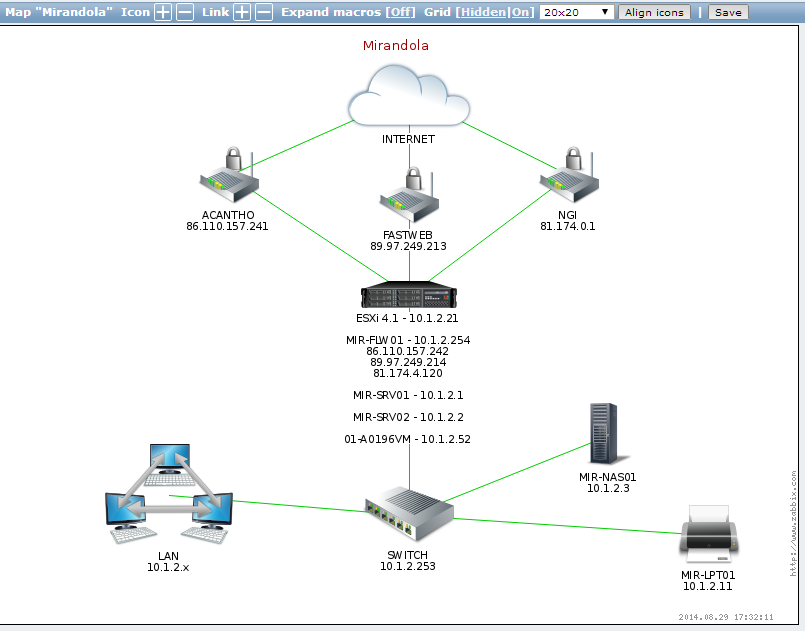 Map "Mirandola" Icon + − Link + − Expand macros [Off] Grid [Hidden|On] 20x20 ▼ Align icons | Save
Mirandola
INTERNET
ACANTHO
86.110.157.241
FASTWEB
89.97.249.213
NGI
81.174.0.1
ESXi 4.1 - 10.1.2.21
MIR-FLW01 - 10.1.2.254
86.110.157.242
89.97.249.214
81.174.4.120
MIR-SRV01 - 10.1.2.1
MIR-SRV02 - 10.1.2.2
01-A0196VM - 10.1.2.52
MIR-NAS01
10.1.2.3
LAN
10.1.2.x
SWITCH
10.1.2.253
MIR-LPT01
10.1.2.11
http://www.zabbix.com
2014.08.29 17:32:11